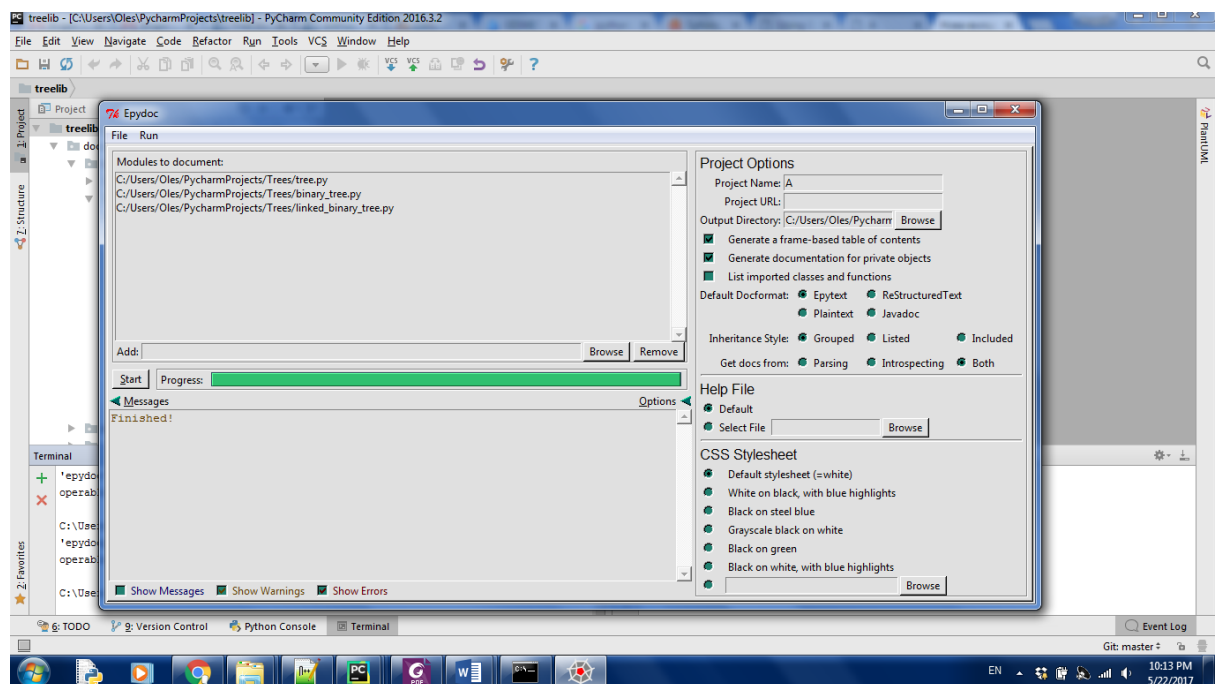 treelib - [C:\Users\Oles\PycharmProjects\treelib] - PyCharm Community Edition 2016.3.2
File Edit View Navigate Code Refactor Run Tools VCS Window Help
VCS VCS
treelib
1: Project
Project
treelib
Z: Structure
2: Favorites
PlantUML
Epydoc
File Run
Modules to document:
C:/Users/Oles/PycharmProjects/Trees/tree.py
C:/Users/Oles/PycharmProjects/Trees/binary_tree.py
C:/Users/Oles/PycharmProjects/Trees/linked_binary_tree.py
Add: Browse Remove
Start Progress:
Messages Options
Finished!
Show Messages Show Warnings Show Errors
Project Options
Project Name: A
Project URL:
Output Directory: C:/Users/Oles/Pycharm Browse
Generate a frame-based table of contents
Generate documentation for private objects
List imported classes and functions
Default Docformat: Epytext ReStructuredText
Plaintext Javadoc
Inheritance Style: Grouped Listed Included
Get docs from: Parsing Introspecting Both
Help File
Default
Select File Browse
CSS Stylesheet
Default stylesheet (=white)
White on black, with blue highlights
Black on steel blue
Grayscale black on white
Black on green
Black on white, with blue highlights
Browse
Terminal
'epydo
operab
C:\Use
'epydo
operab
C:\Use
6: TODO 9: Version Control Python Console Terminal Event Log
Git: master
EN 10:13 PM
5/22/2017